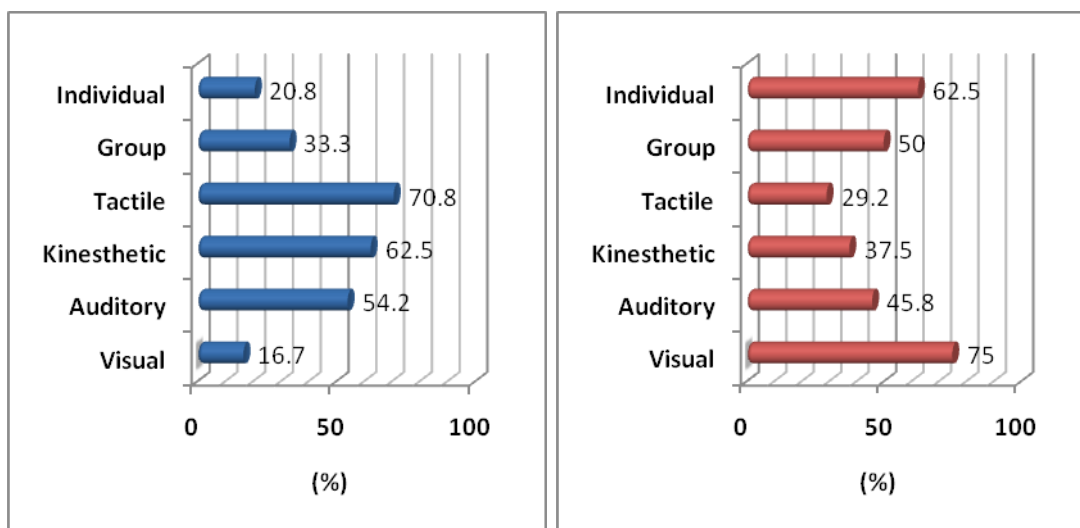 Individual 20.8
Group 33.3
Tactile 70.8
Kinesthetic 62.5
Auditory 54.2
Visual 16.7
0 50 100
(%)
Individual 62.5
Group 50
Tactile 29.2
Kinesthetic 37.5
Auditory 45.8
Visual 75
0 50 100
(%)